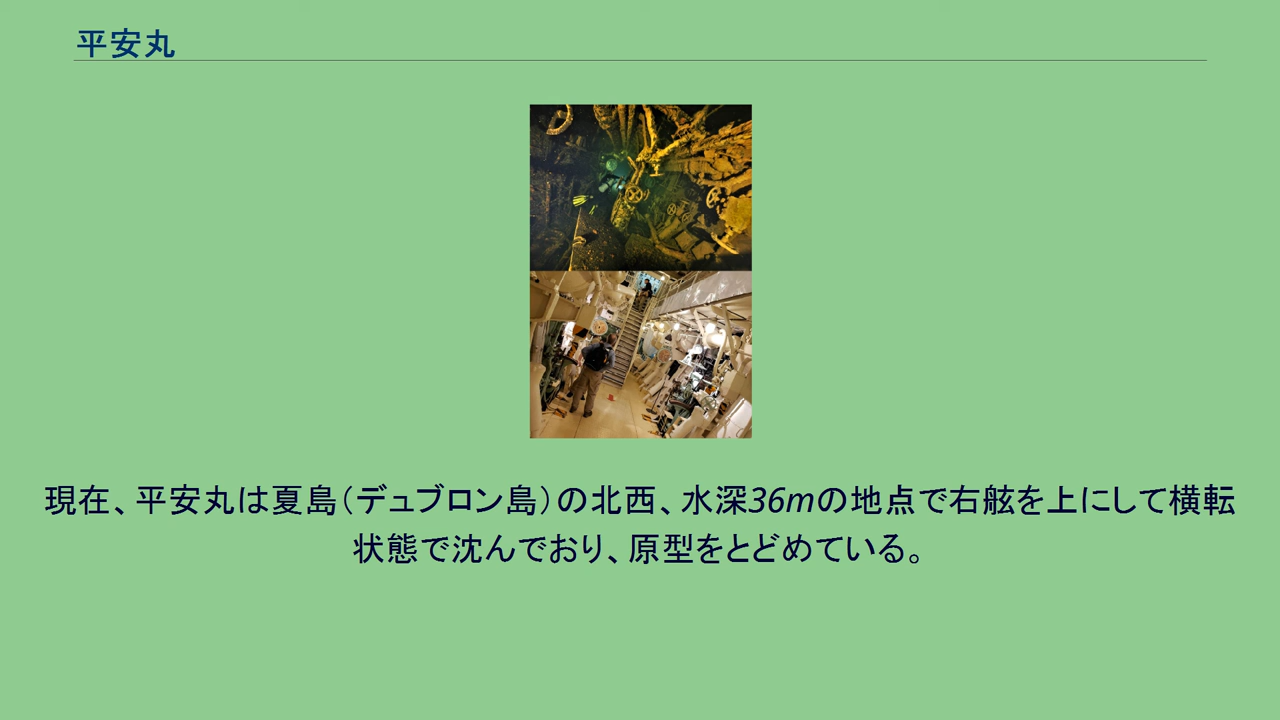 平安丸
現在、平安丸は夏島（デュブロン島）の北西、水深36mの地点で右舷を上にして横転
状態で沈んでおり、原型をとどめている。